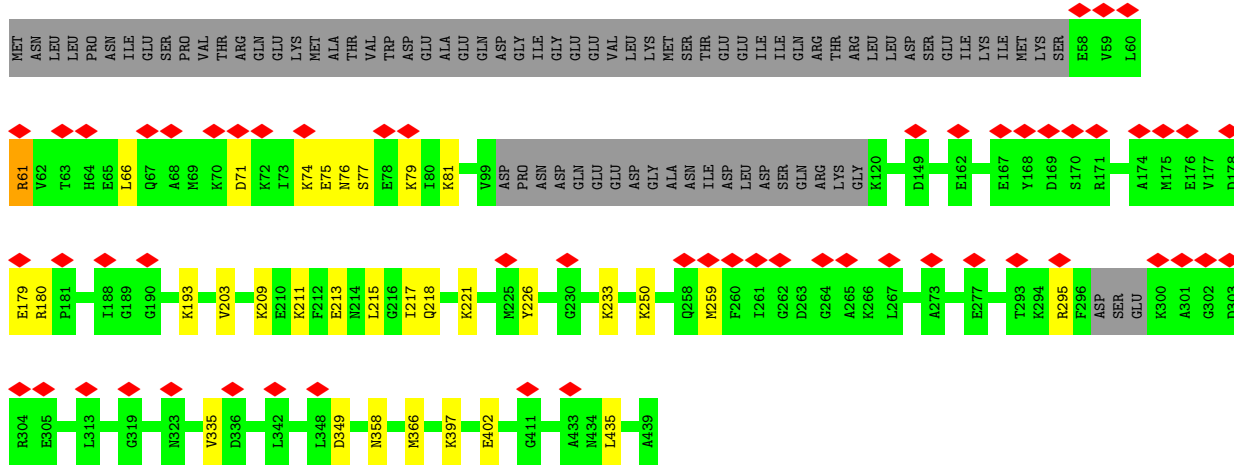 MET ASN LEU LEU PRO ASN ILE GLU SER PRO VAL THR ARG GLN GLU LYS MET ALA THR VAL TRP ASP GLU ALA GLU GLN ASP GLY ILE GLY GLU GLU VAL LEU LYS MET SER THR GLU GLU ILE ILE GLN ARG THR ARG LEU LEU ASP SER GLU ILE LYS ILE MET LYS SER E58 V59 L60
R61 V62 T63 H64 E65 L66 Q67 A68 M69 K70 D71 K72 I73 K74 E75 N76 S77 E78 K79 I80 K81 V99 ASP PRO ASN ASP GLN GLU GLU ASP GLY ALA ASN ILE ASP LEU ASP SER GLN ARG LYS GLY K120 D149 E162 E167 Y168 D169 S170 R171 A174 M175 E176 V177 D178
E179 R180 P181 I188 G189 G190 K193 V203 K209 E210 K211 F212 E213 N214 L215 G216 I217 Q218 K221 M225 Y226 G230 K233 K250 Q258 M259 F260 I261 G262 D263 G264 A265 K266 L267 A273 E277 T293 K294 R295 F296 ASP SER GLU K300 A301 G302 D303
R304 E305 L313 G319 N323 V335 D336 L342 L348 D349 N358 M366 K397 E402 G411 A433 N434 L435 A439